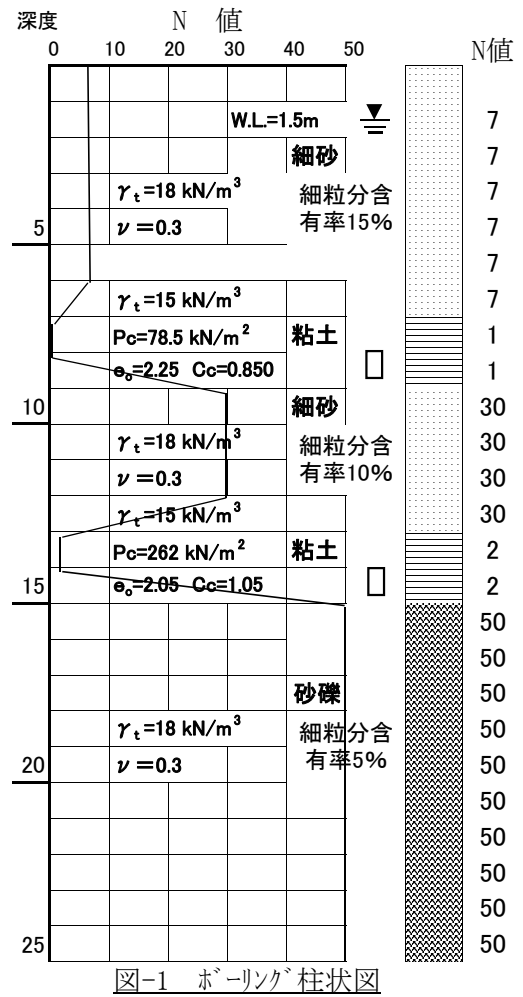 深度 N 値
0 10 20 30 40 50 N値
W.L.=1.5m 7
細砂 7
γt=18 kN/m³ 細粒分含 7
5 ν=0.3 有率15% 7
7
γt=15 kN/m³ 7
Pc=78.5 kN/m² 粘土 1
eo=2.25 Cc=0.850 1
10 細砂 30
γt=18 kN/m³ 細粒分含 30
ν=0.3 有率10% 30
γt=15 kN/m³ 30
Pc=262 kN/m² 粘土 2
15 eo=2.05 Cc=1.05 2
50
50
砂礫 50
γt=18 kN/m³ 細粒分含 50
20 ν=0.3 有率5% 50
50
50
50
50
25 50
図-1 ボーリング柱状図